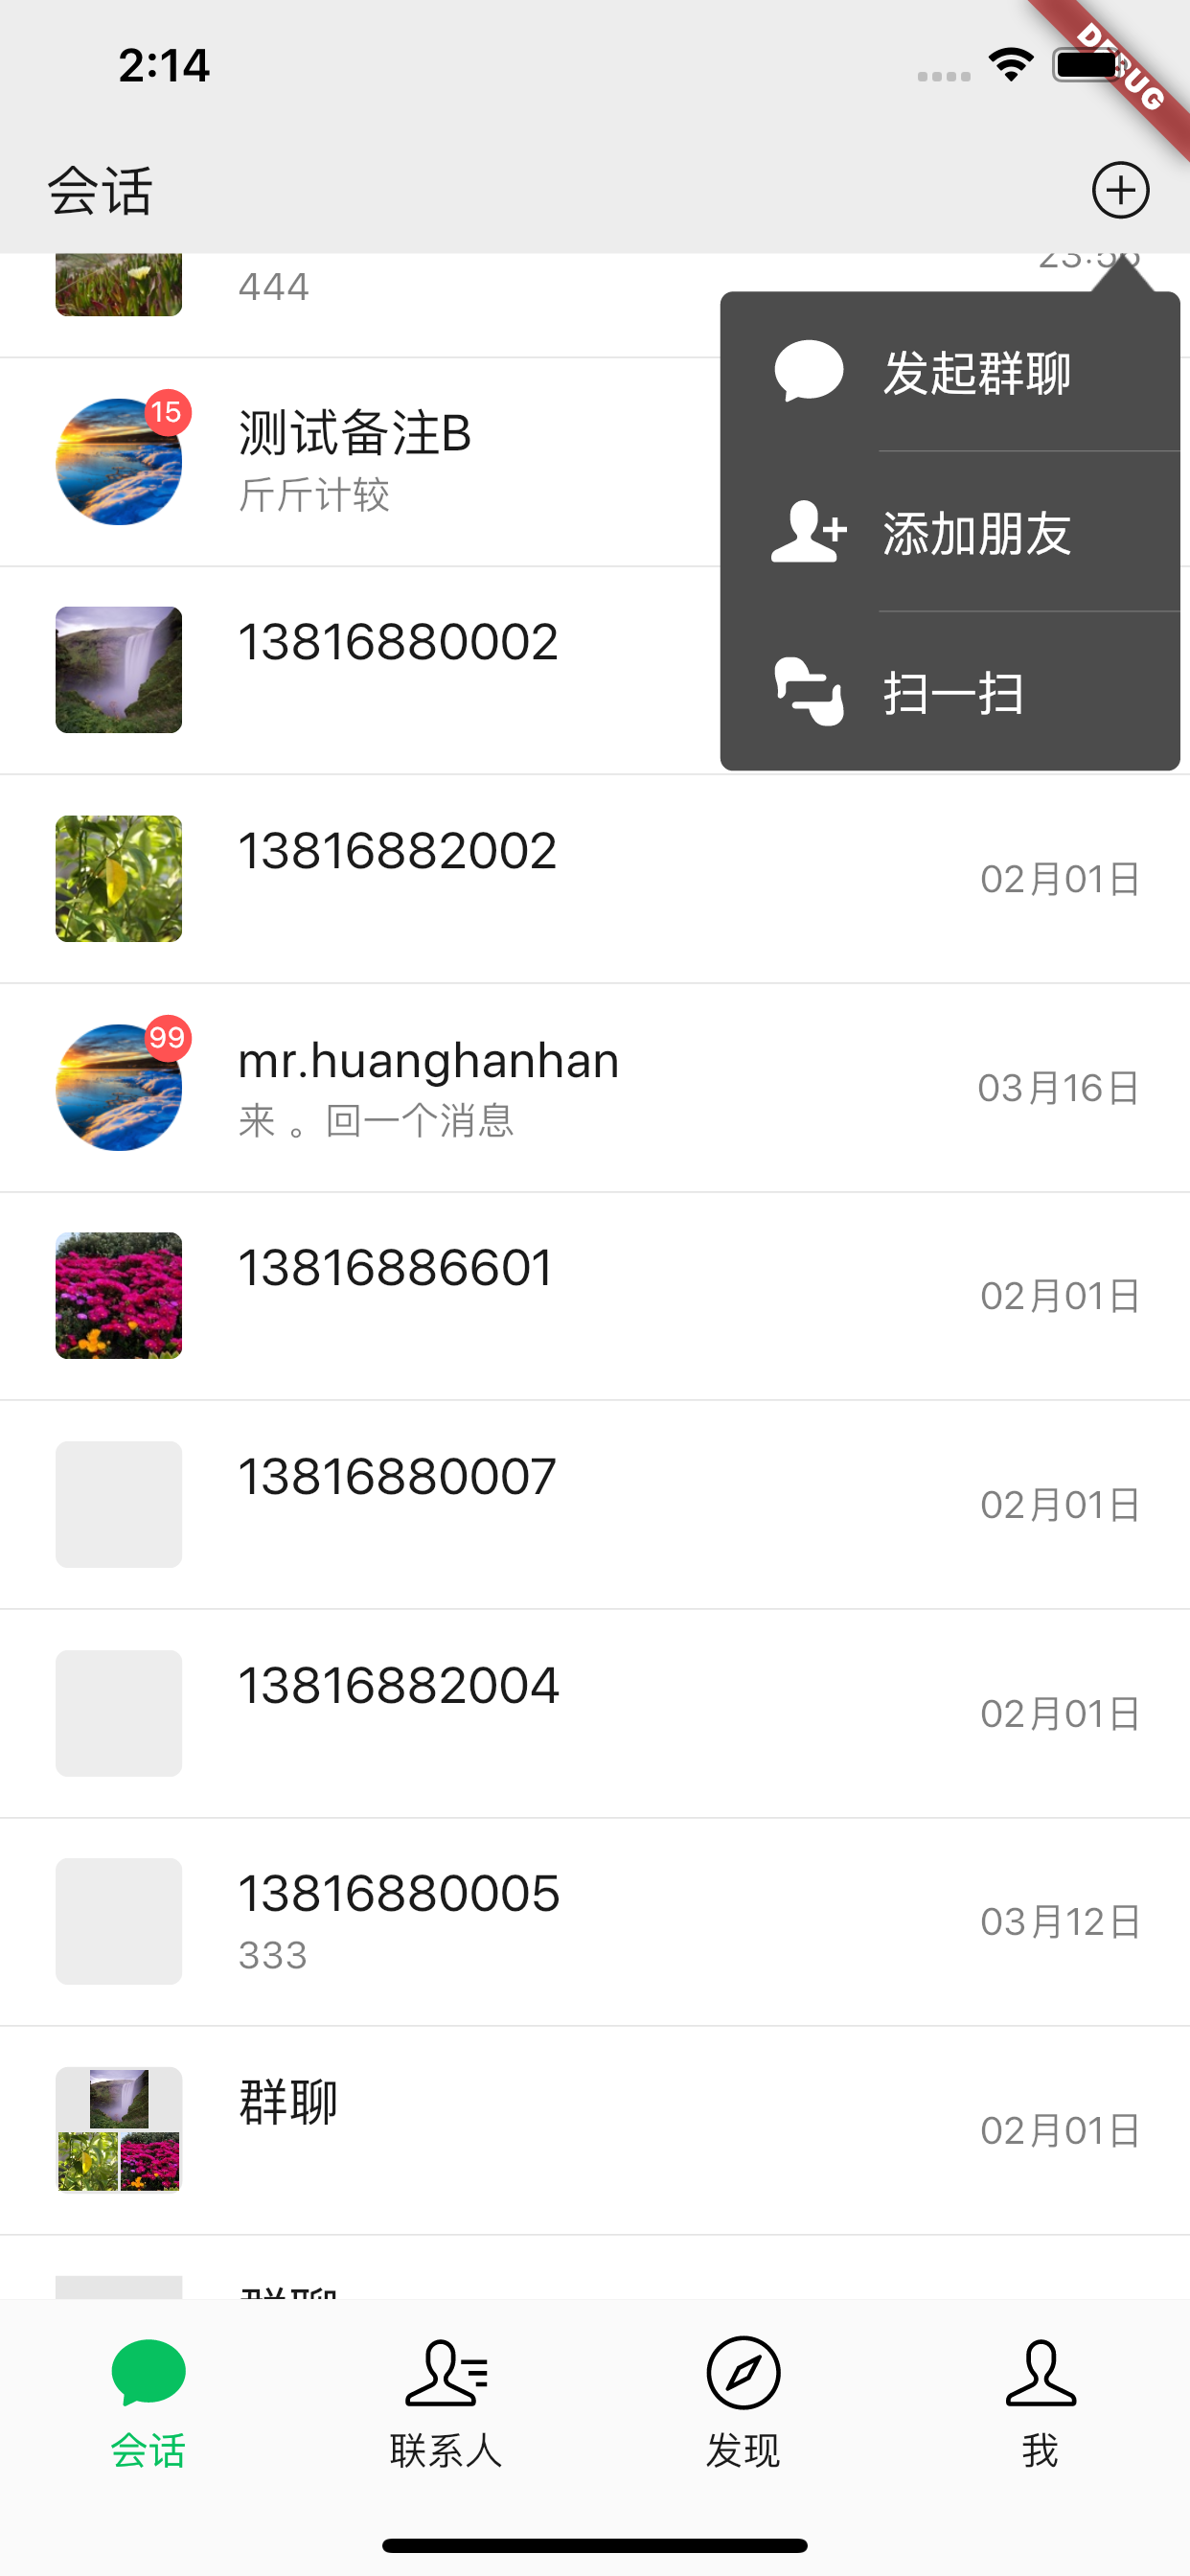 2:14
DEBUG
会话
444
发起群聊
15
测试备注B
斤斤计较
添加朋友
13816880002
扫一扫
13816882002
02月01日
99
mr.huanghanhan
来 。回一个消息
03月16日
13816886601
02月01日
13816880007
02月01日
13816882004
02月01日
13816880005
333
03月12日
群聊
02月01日
群聊
会话
联系人
发现
我